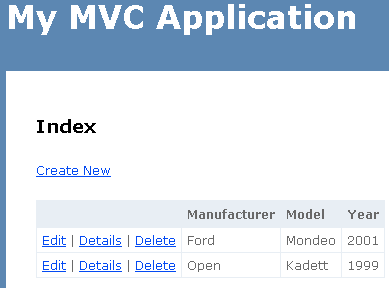 My MVC Application
Index
Create New
Manufacturer Model Year
Edit | Details | Delete Ford Mondeo 2001
Edit | Details | Delete Open Kadett 1999